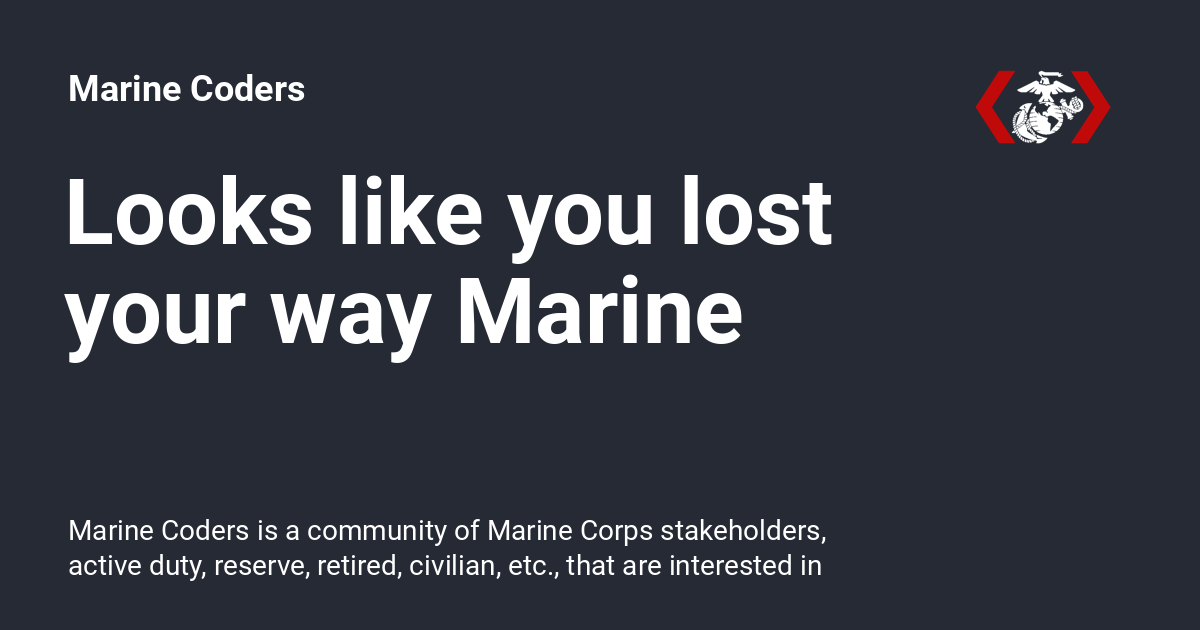 Marine Coders
Looks like you lost
your way Marine
Marine Coders is a community of Marine Corps stakeholders,
active duty, reserve, retired, civilian, etc., that are interested in